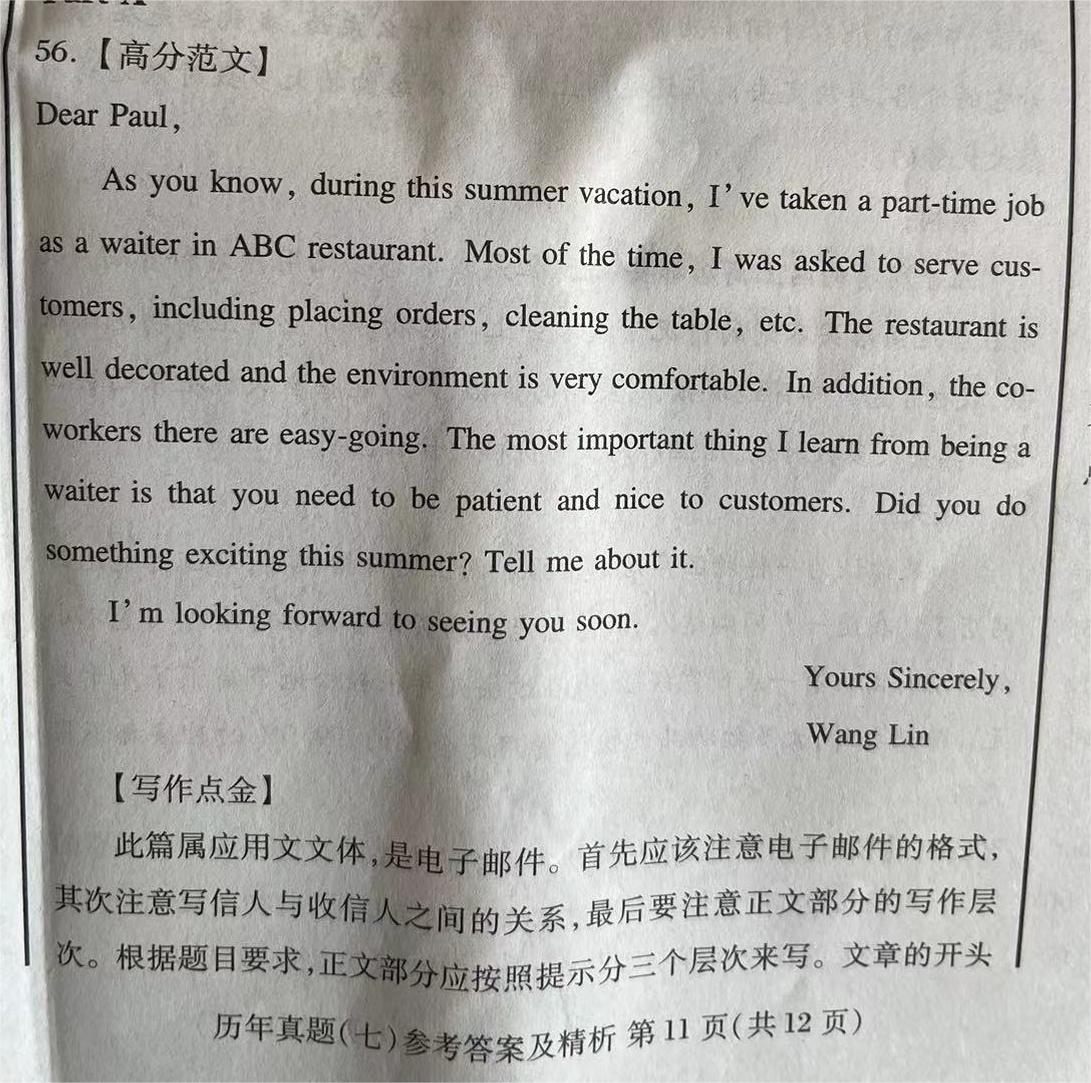 56.【高分范文】
Dear Paul,
As you know, during this summer vacation, I've taken a part-time job
as a waiter in ABC restaurant. Most of the time, I was asked to serve cus-
tomers, including placing orders, cleaning the table, etc. The restaurant is
well decorated and the environment is very comfortable. In addition, the co-
workers there are easy-going. The most important thing I learn from being a
waiter is that you need to be patient and nice to customers. Did you do
something exciting this summer? Tell me about it.
I'm looking forward to seeing you soon.
Yours Sincerely,
Wang Lin
【写作点金】
此篇属应用文文体,是电子邮件。首先应该注意电子邮件的格式,
其次注意写信人与收信人之间的关系,最后要注意正文部分的写作层
次。根据题目要求,正文部分应按照提示分三个层次来写。文章的开头
历年真题(七)参考答案及精析 第 11 页(共 12 页)